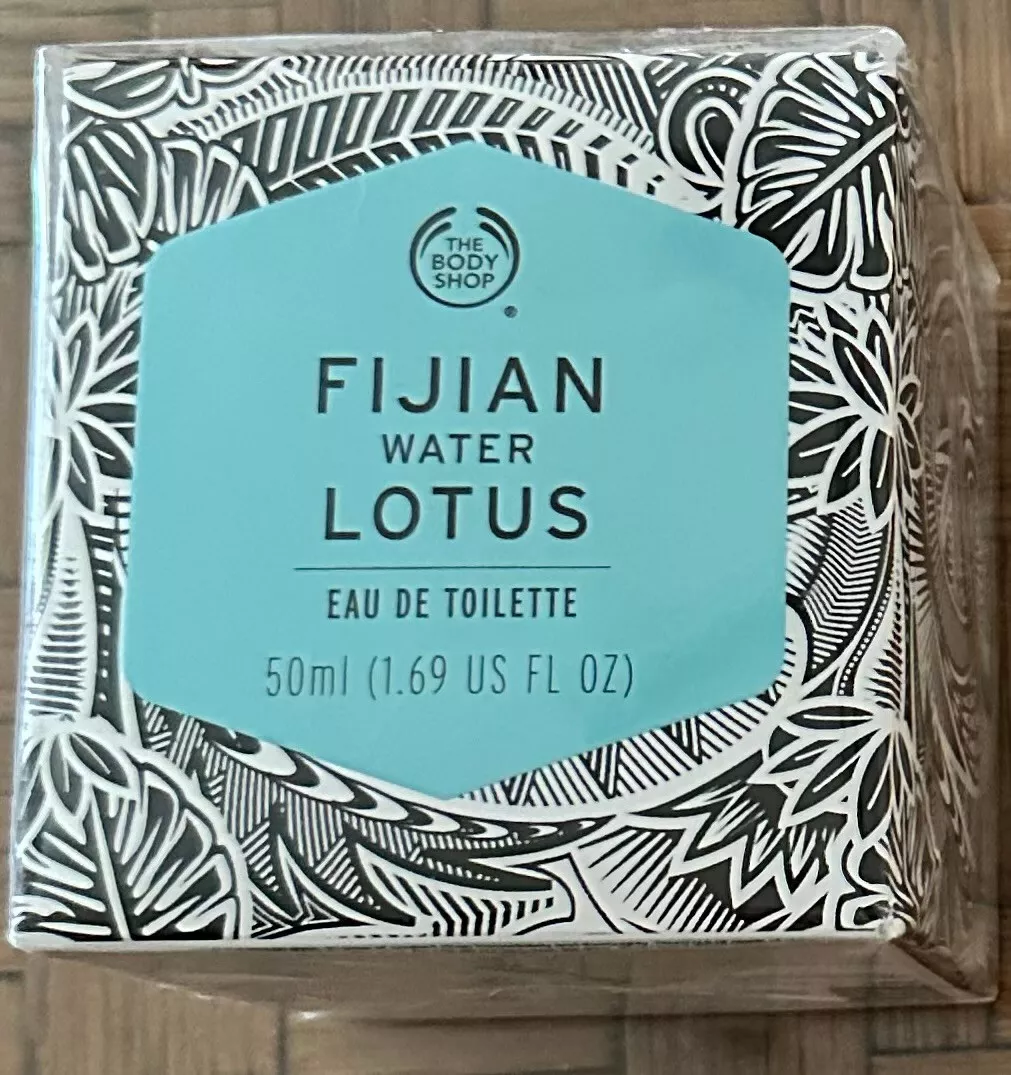 THE
BODY
SHOP
®
FIJIAN
WATER
LOTUS
EAU DE TOILETTE
50ml (1.69 US FL OZ)